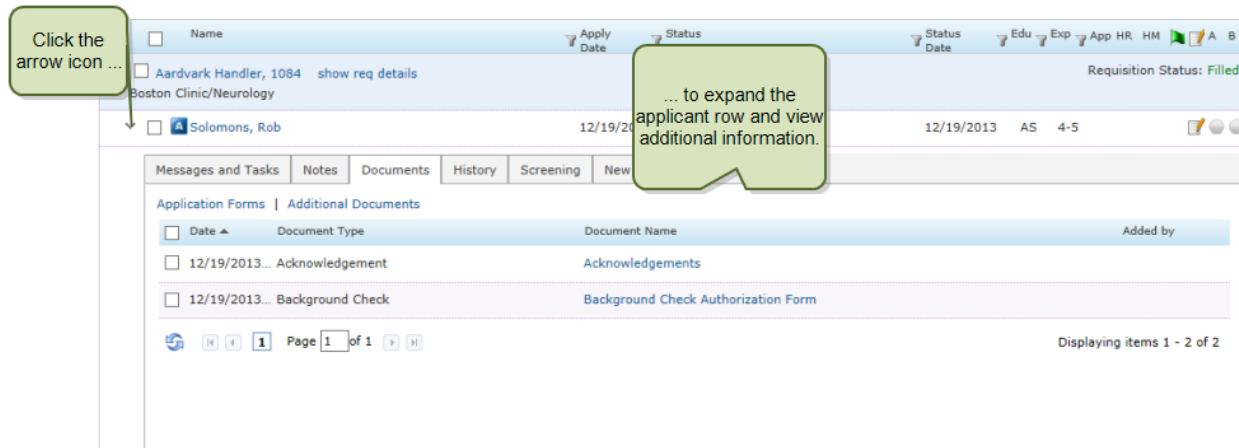 Click the
arrow icon ...
Name
Apply
Date
Status
Status
Date
Edu
Exp
App HR HM
A B
Aardvark Handler, 1084 show req details
Requisition Status: Filled
Boston Clinic/Neurology
... to expand the
applicant row and view
additional information.
A Solomons, Rob
12/19/20
12/19/2013 AS 4-5
Messages and Tasks Notes Documents History Screening New
Application Forms | Additional Documents
Date Document Type Document Name Added by
12/19/2013... Acknowledgement Acknowledgements
12/19/2013... Background Check Background Check Authorization Form
1 Page 1 of 1
Displaying items 1 - 2 of 2